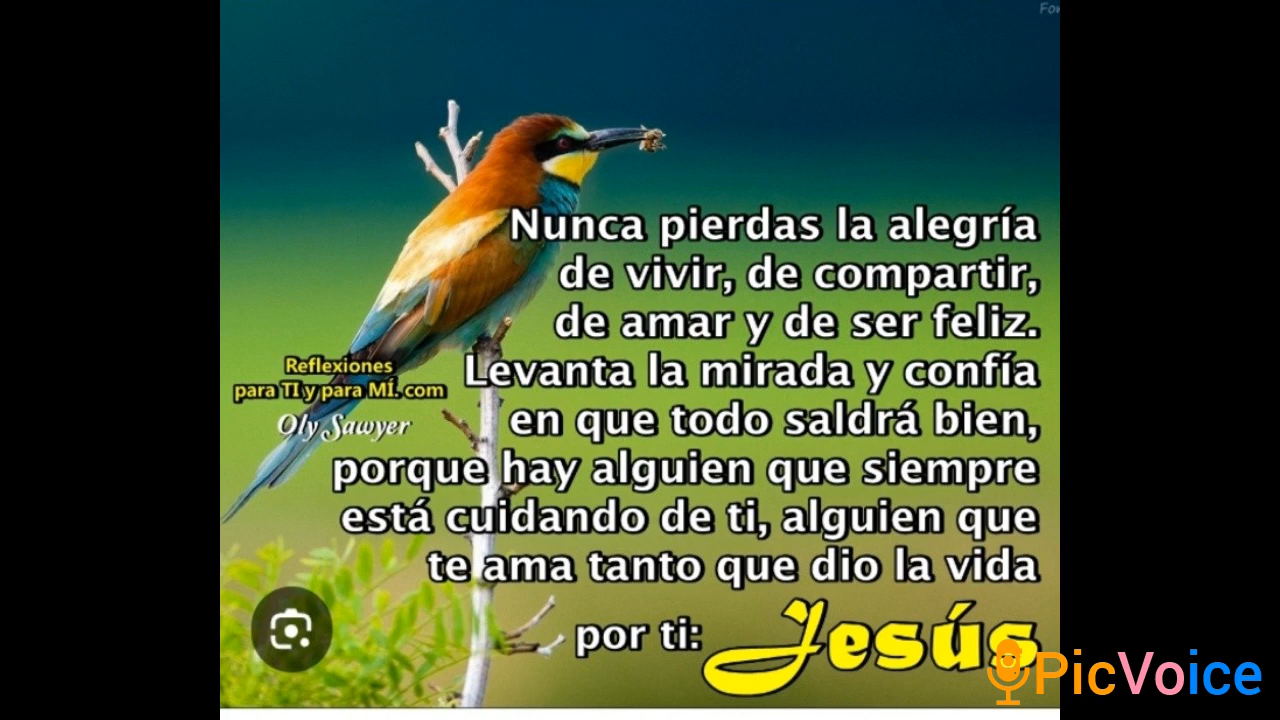 Nunca pierdas la alegría
de vivir, de compartir,
de amar y de ser feliz.
Levanta la mirada y confía
en que todo saldrá bien,
porque hay alguien que siempre
está cuidando de ti, alguien que
te ama tanto que dio la vida
por ti: Jesús
Reflexiones
para TI y para MÍ. com
Oly Sawyer
PicVoice